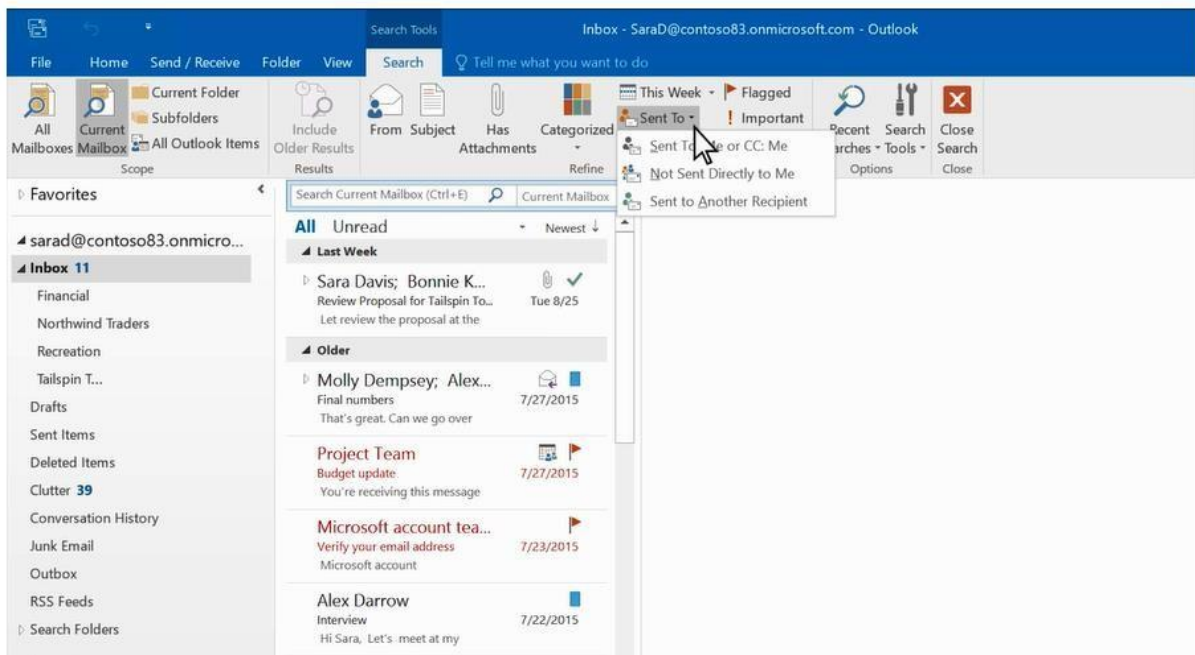 Search Tools
Inbox - SaraD@contoso83.onmicrosoft.com - Outlook
File Home Send / Receive Folder View Search Tell me what you want to do
All Mailboxes
Current Mailbox
Current Folder
Subfolders
All Outlook Items
Scope
Include Older Results
Results
From
Subject
Has Attachments
Categorized
This Week
Sent To
Flagged
Important
Refine
Search Tools
Options
Close Search
Close
Not Sent Directly to Me
Sent to Another Recipient
Favorites
sarad@contoso83.onmicro...
Inbox 11
Financial
Northwind Traders
Recreation
Tailspin T...
Drafts
Sent Items
Deleted Items
Clutter 39
Conversation History
Junk Email
Outbox
RSS Feeds
Search Folders
Search Current Mailbox (Ctrl+E) Current Mailbox
All Unread Newest ↓
Last Week
Sara Davis; Bonnie K...
Review Proposal for Tailspin To... Tue 8/25
Let review the proposal at the
Older
Molly Dempsey; Alex...
Final numbers 7/27/2015
That's great. Can we go over
Project Team
Budget update 7/27/2015
You're receiving this message
Microsoft account tea...
Verify your email address 7/23/2015
Microsoft account
Alex Darrow
Interview 7/22/2015
Hi Sara, Let's meet at my